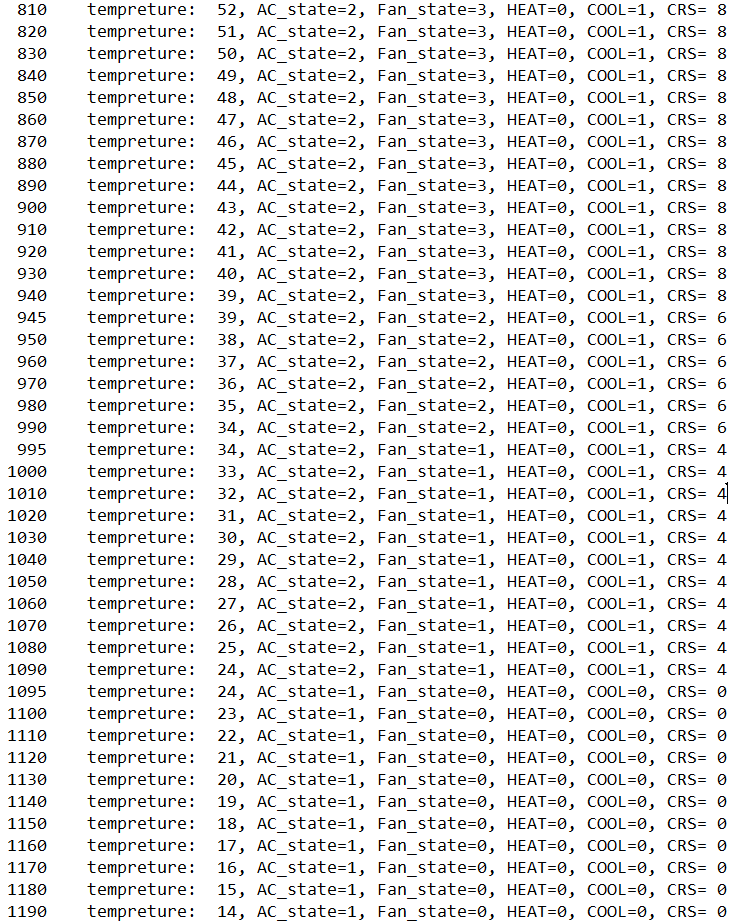 810 tempreture: 52, AC_state=2, Fan_state=3, HEAT=0, COOL=1, CRS= 8
820 tempreture: 51, AC_state=2, Fan_state=3, HEAT=0, COOL=1, CRS= 8
830 tempreture: 50, AC_state=2, Fan_state=3, HEAT=0, COOL=1, CRS= 8
840 tempreture: 49, AC_state=2, Fan_state=3, HEAT=0, COOL=1, CRS= 8
850 tempreture: 48, AC_state=2, Fan_state=3, HEAT=0, COOL=1, CRS= 8
860 tempreture: 47, AC_state=2, Fan_state=3, HEAT=0, COOL=1, CRS= 8
870 tempreture: 46, AC_state=2, Fan_state=3, HEAT=0, COOL=1, CRS= 8
880 tempreture: 45, AC_state=2, Fan_state=3, HEAT=0, COOL=1, CRS= 8
890 tempreture: 44, AC_state=2, Fan_state=3, HEAT=0, COOL=1, CRS= 8
900 tempreture: 43, AC_state=2, Fan_state=3, HEAT=0, COOL=1, CRS= 8
910 tempreture: 42, AC_state=2, Fan_state=3, HEAT=0, COOL=1, CRS= 8
920 tempreture: 41, AC_state=2, Fan_state=3, HEAT=0, COOL=1, CRS= 8
930 tempreture: 40, AC_state=2, Fan_state=3, HEAT=0, COOL=1, CRS= 8
940 tempreture: 39, AC_state=2, Fan_state=3, HEAT=0, COOL=1, CRS= 8
945 tempreture: 39, AC_state=2, Fan_state=2, HEAT=0, COOL=1, CRS= 6
950 tempreture: 38, AC_state=2, Fan_state=2, HEAT=0, COOL=1, CRS= 6
960 tempreture: 37, AC_state=2, Fan_state=2, HEAT=0, COOL=1, CRS= 6
970 tempreture: 36, AC_state=2, Fan_state=2, HEAT=0, COOL=1, CRS= 6
980 tempreture: 35, AC_state=2, Fan_state=2, HEAT=0, COOL=1, CRS= 6
990 tempreture: 34, AC_state=2, Fan_state=2, HEAT=0, COOL=1, CRS= 6
995 tempreture: 34, AC_state=2, Fan_state=1, HEAT=0, COOL=1, CRS= 4
1000 tempreture: 33, AC_state=2, Fan_state=1, HEAT=0, COOL=1, CRS= 4
1010 tempreture: 32, AC_state=2, Fan_state=1, HEAT=0, COOL=1, CRS= 4
1020 tempreture: 31, AC_state=2, Fan_state=1, HEAT=0, COOL=1, CRS= 4
1030 tempreture: 30, AC_state=2, Fan_state=1, HEAT=0, COOL=1, CRS= 4
1040 tempreture: 29, AC_state=2, Fan_state=1, HEAT=0, COOL=1, CRS= 4
1050 tempreture: 28, AC_state=2, Fan_state=1, HEAT=0, COOL=1, CRS= 4
1060 tempreture: 27, AC_state=2, Fan_state=1, HEAT=0, COOL=1, CRS= 4
1070 tempreture: 26, AC_state=2, Fan_state=1, HEAT=0, COOL=1, CRS= 4
1080 tempreture: 25, AC_state=2, Fan_state=1, HEAT=0, COOL=1, CRS= 4
1090 tempreture: 24, AC_state=2, Fan_state=1, HEAT=0, COOL=1, CRS= 4
1095 tempreture: 24, AC_state=1, Fan_state=0, HEAT=0, COOL=0, CRS= 0
1100 tempreture: 23, AC_state=1, Fan_state=0, HEAT=0, COOL=0, CRS= 0
1110 tempreture: 22, AC_state=1, Fan_state=0, HEAT=0, COOL=0, CRS= 0
1120 tempreture: 21, AC_state=1, Fan_state=0, HEAT=0, COOL=0, CRS= 0
1130 tempreture: 20, AC_state=1, Fan_state=0, HEAT=0, COOL=0, CRS= 0
1140 tempreture: 19, AC_state=1, Fan_state=0, HEAT=0, COOL=0, CRS= 0
1150 tempreture: 18, AC_state=1, Fan_state=0, HEAT=0, COOL=0, CRS= 0
1160 tempreture: 17, AC_state=1, Fan_state=0, HEAT=0, COOL=0, CRS= 0
1170 tempreture: 16, AC_state=1, Fan_state=0, HEAT=0, COOL=0, CRS= 0
1180 tempreture: 15, AC_state=1, Fan_state=0, HEAT=0, COOL=0, CRS= 0
1190 tempreture: 14, AC_state=1, Fan_state=0, HEAT=0, COOL=0, CRS= 0